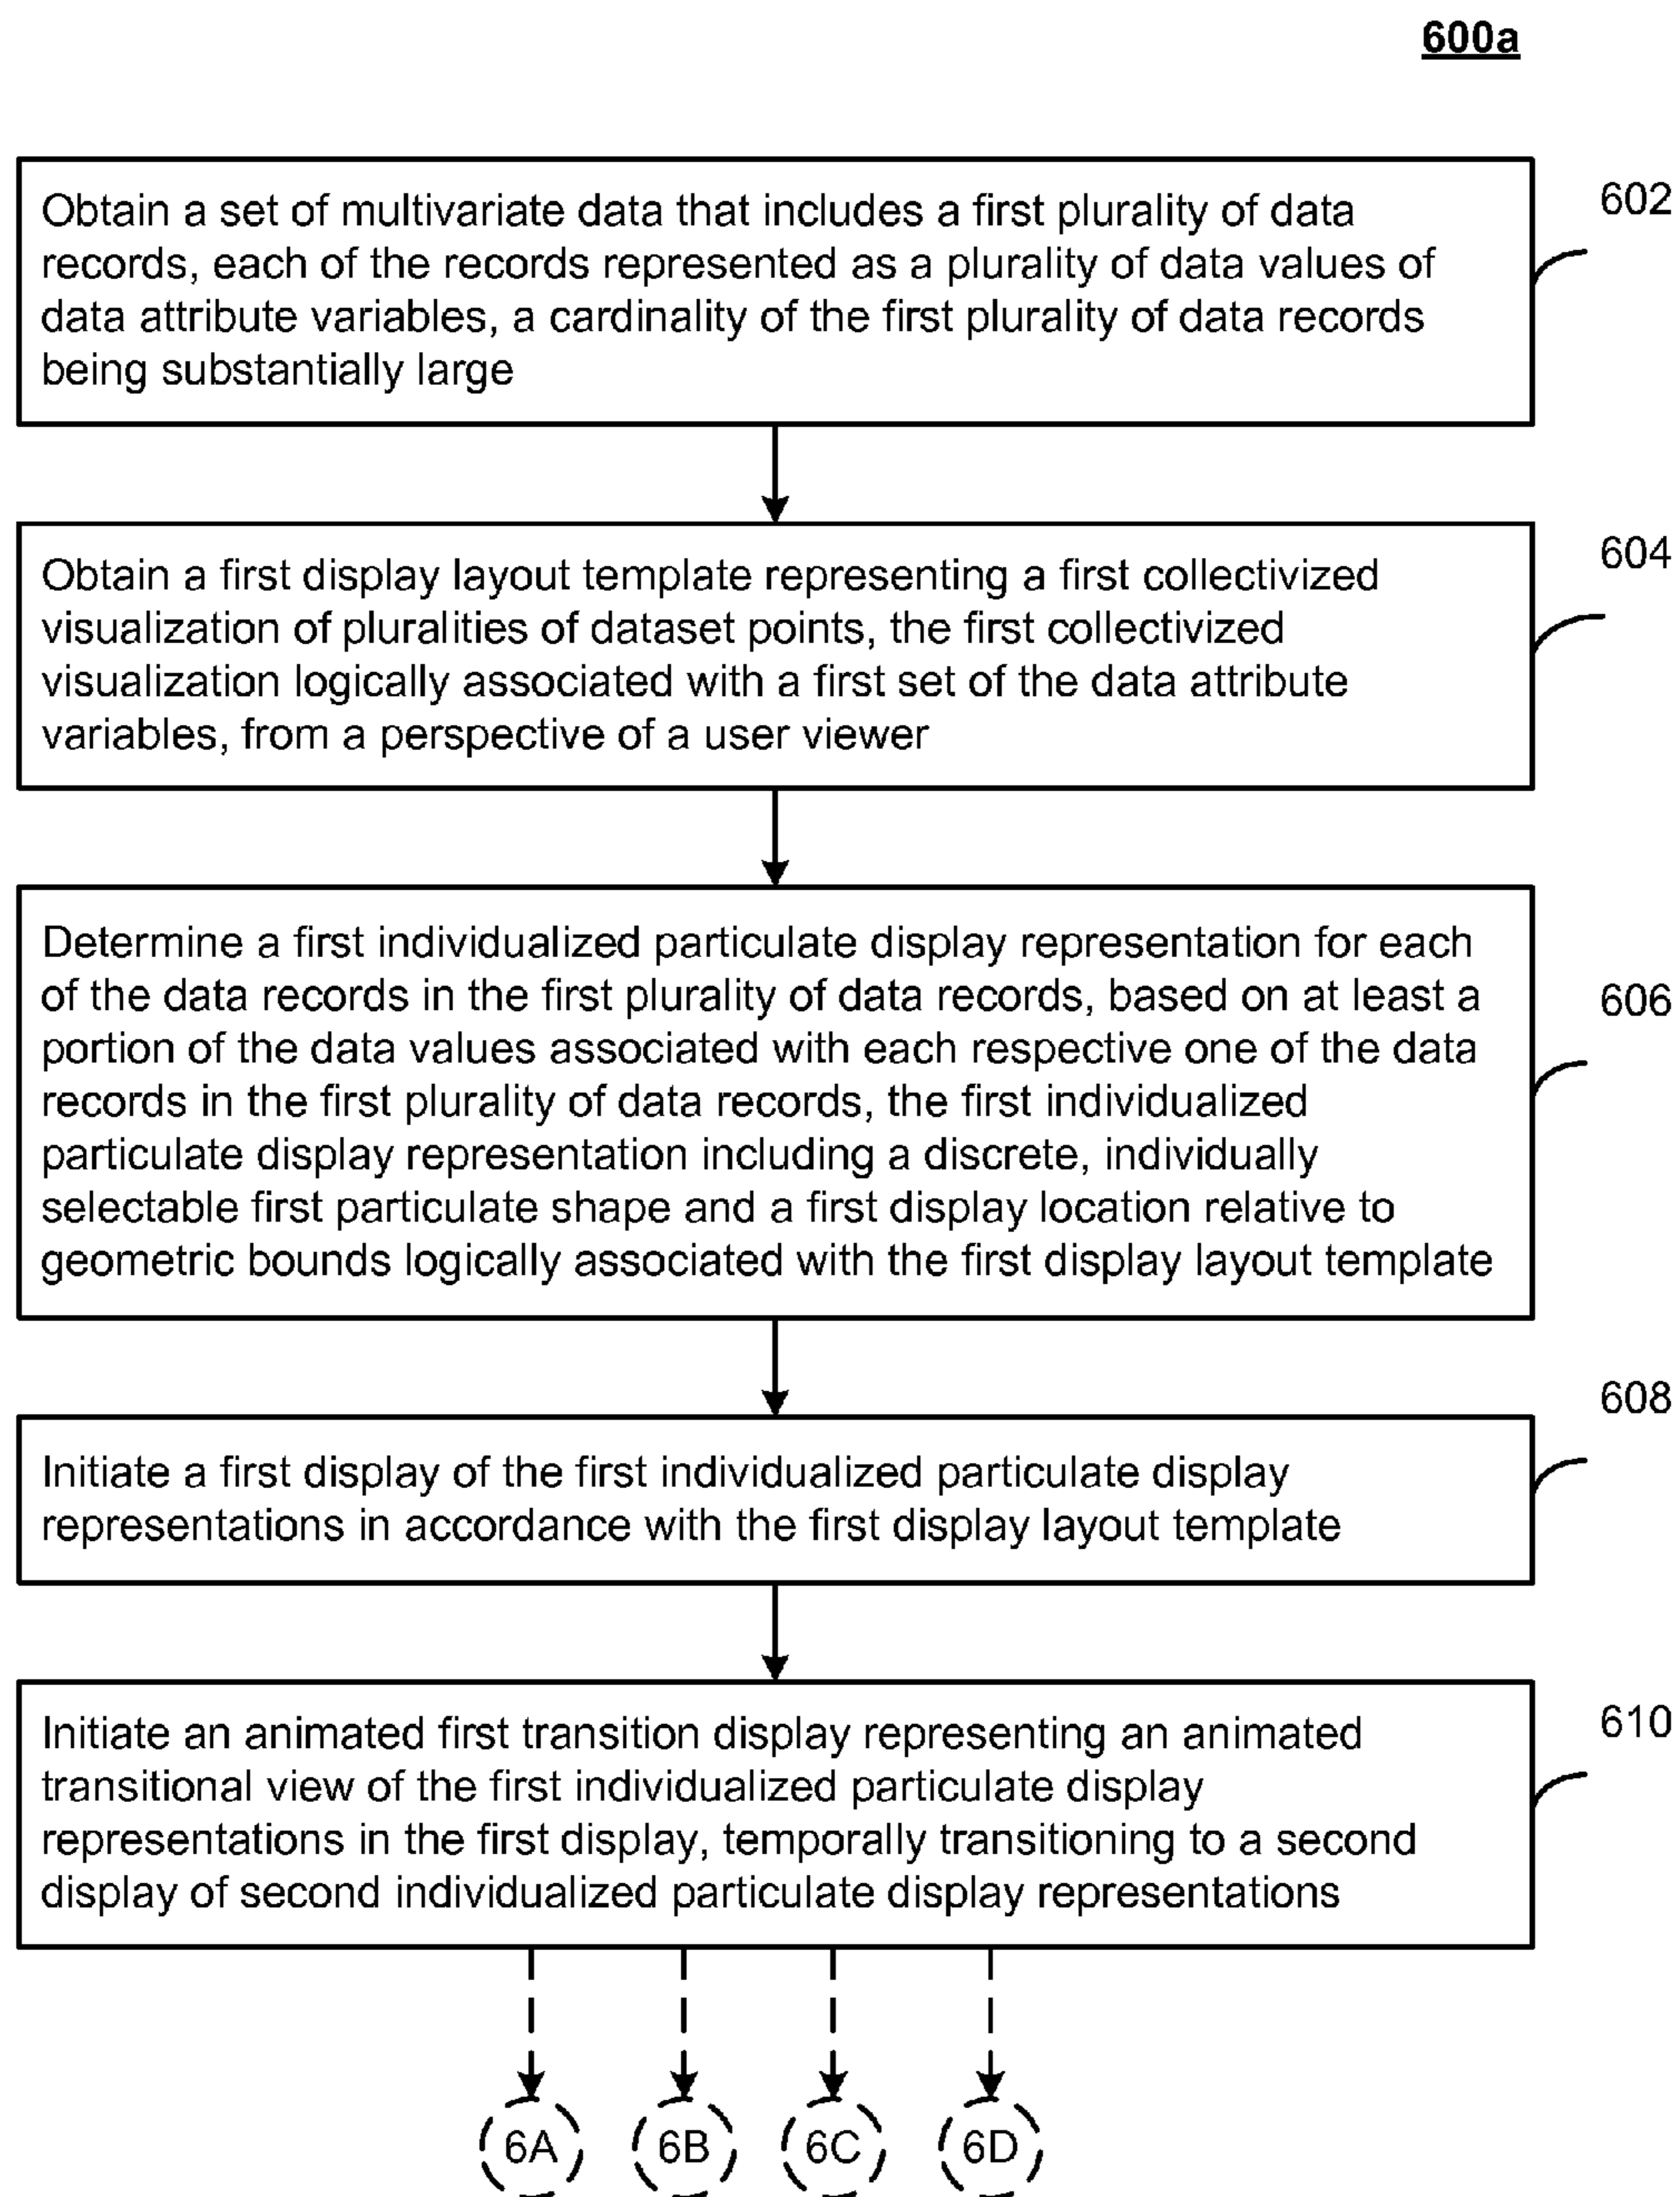 600a
Obtain a set of multivariate data that includes a first plurality of data
records, each of the records represented as a plurality of data values of
data attribute variables, a cardinality of the first plurality of data records
being substantially large
602
Obtain a first display layout template representing a first collectivized
visualization of pluralities of dataset points, the first collectivized
visualization logically associated with a first set of the data attribute
variables, from a perspective of a user viewer
604
Determine a first individualized particulate display representation for each
of the data records in the first plurality of data records, based on at least a
portion of the data values associated with each respective one of the data
records in the first plurality of data records, the first individualized
particulate display representation including a discrete, individually
selectable first particulate shape and a first display location relative to
geometric bounds logically associated with the first display layout template
606
Initiate a first display of the first individualized particulate display
representations in accordance with the first display layout template
608
Initiate an animated first transition display representing an animated
transitional view of the first individualized particulate display
representations in the first display, temporally transitioning to a second
display of second individualized particulate display representations
610
6A
6B
6C
6D